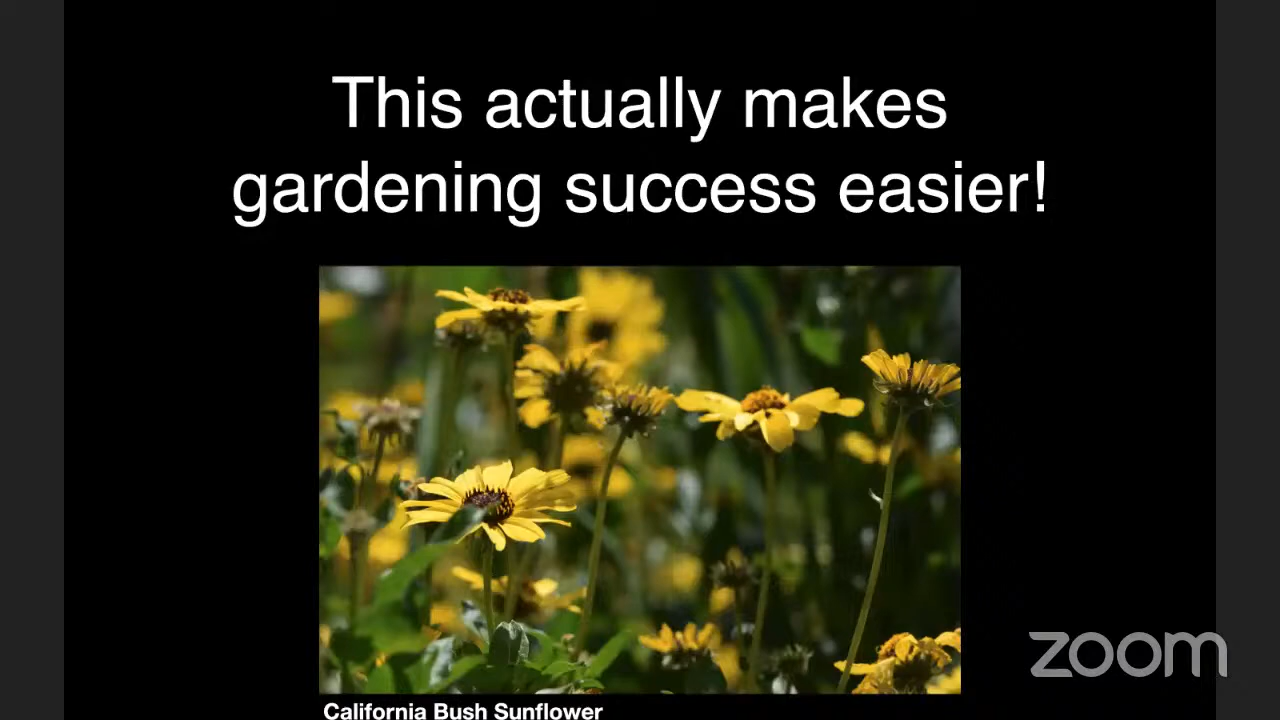 This actually makes
gardening success easier!
zoom
California Bush Sunflower